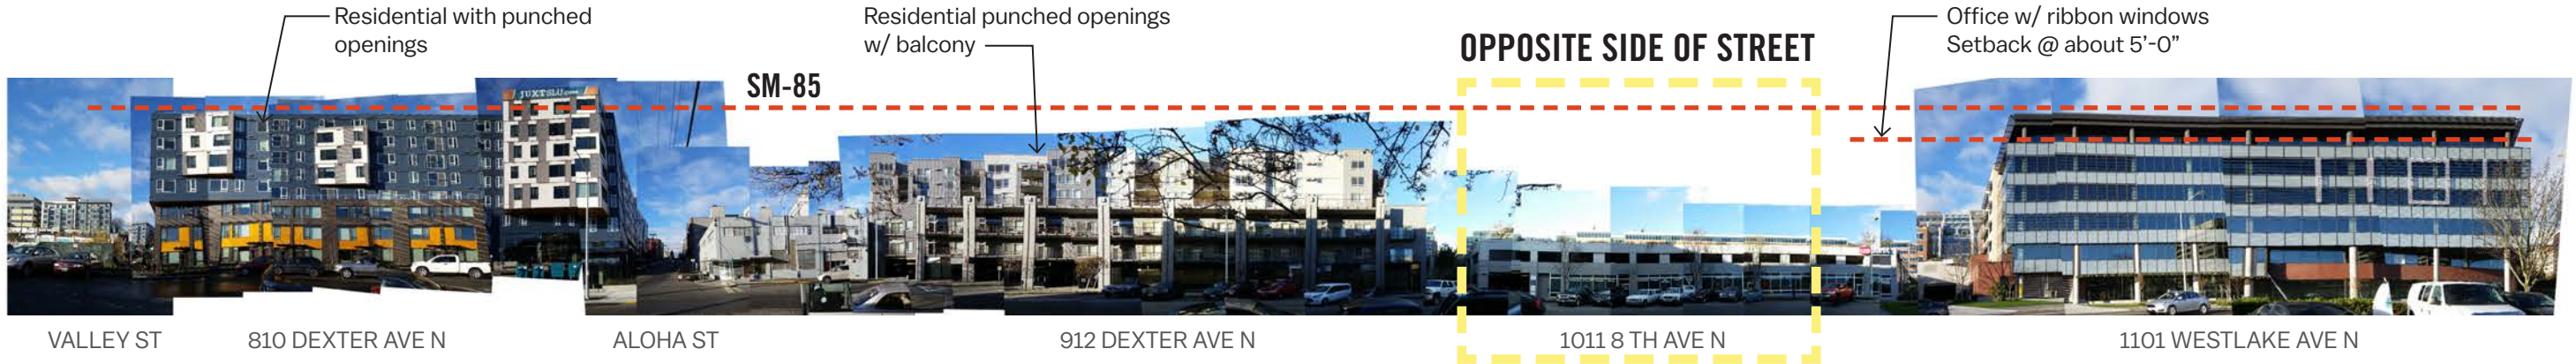 Residential with punched
openings
Residential punched openings
w/ balcony
OPPOSITE SIDE OF STREET
Office w/ ribbon windows
Setback @ about 5’-0”
SM-85
JUXTSLU.com
VALLEY ST
810 DEXTER AVE N
ALOHA ST
912 DEXTER AVE N
1011 8 TH AVE N
1101 WESTLAKE AVE N